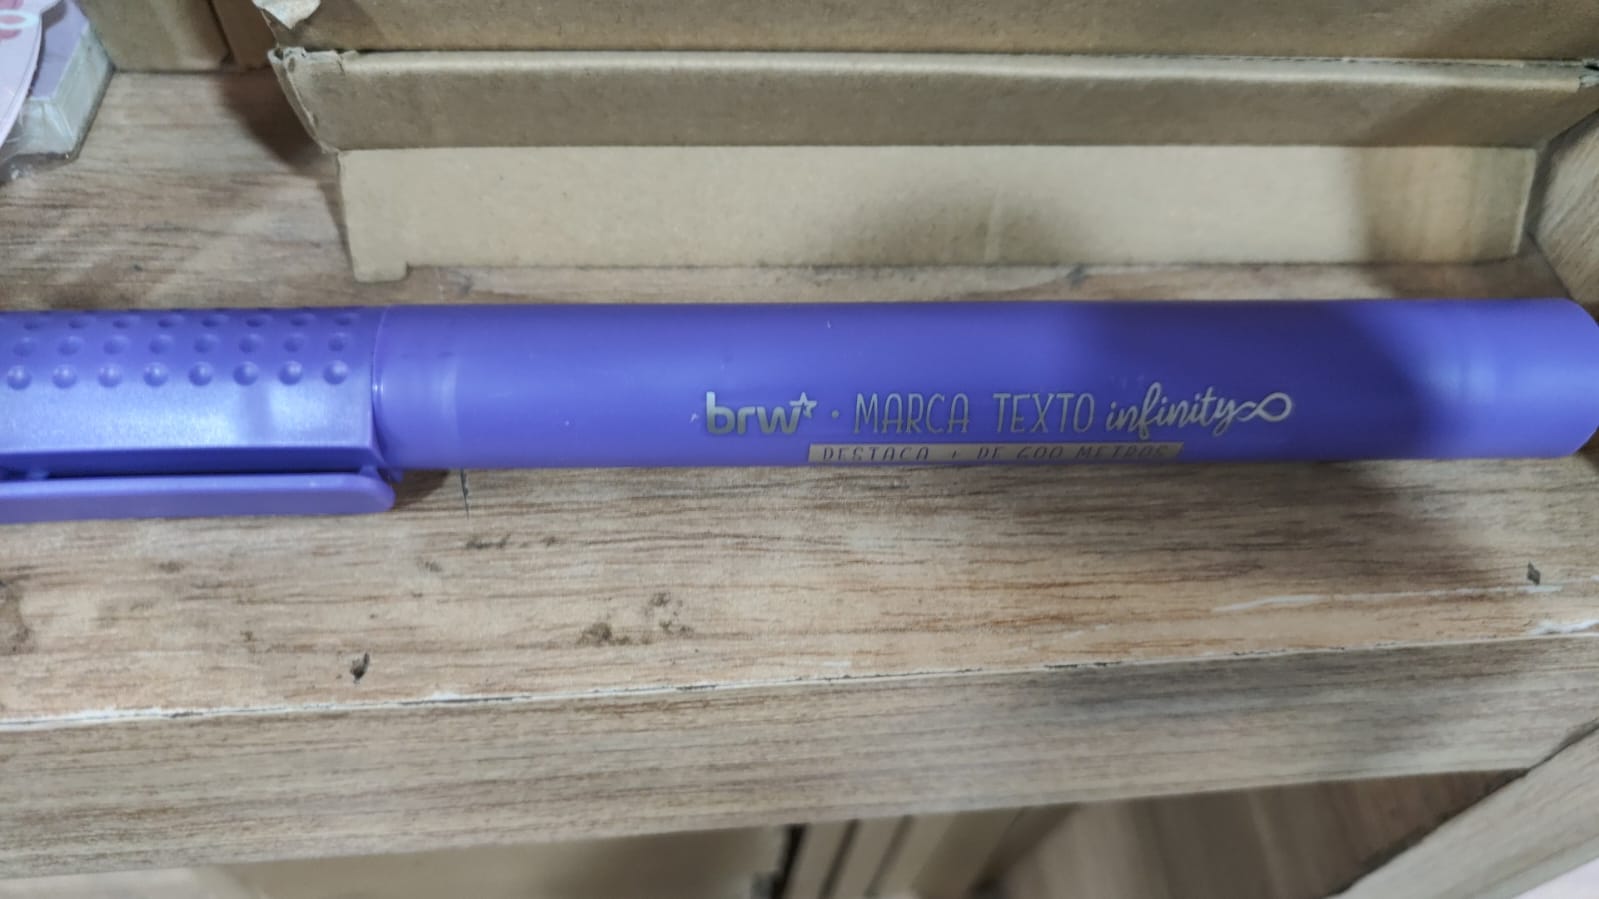 brw • MARCA TEXTO infinity
DESTACA + DE 600 METROS